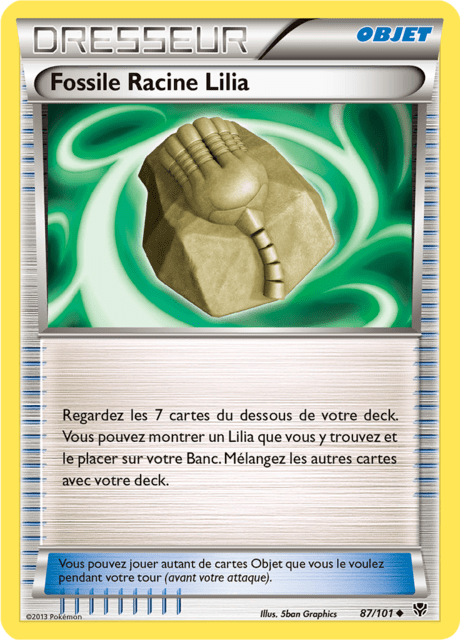 DRESSEUR
OBJET
Fossile Racine Lilia
Regardez les 7 cartes du dessous de votre deck.
Vous pouvez montrer un Lilia que vous y trouvez et
le placer sur votre Banc. Mélangez les autres cartes
avec votre deck.
Vous pouvez jouer autant de cartes Objet que vous le voulez
pendant votre tour (avant votre attaque).
©2013 Pokémon
Illus. 5ban Graphics
87/101